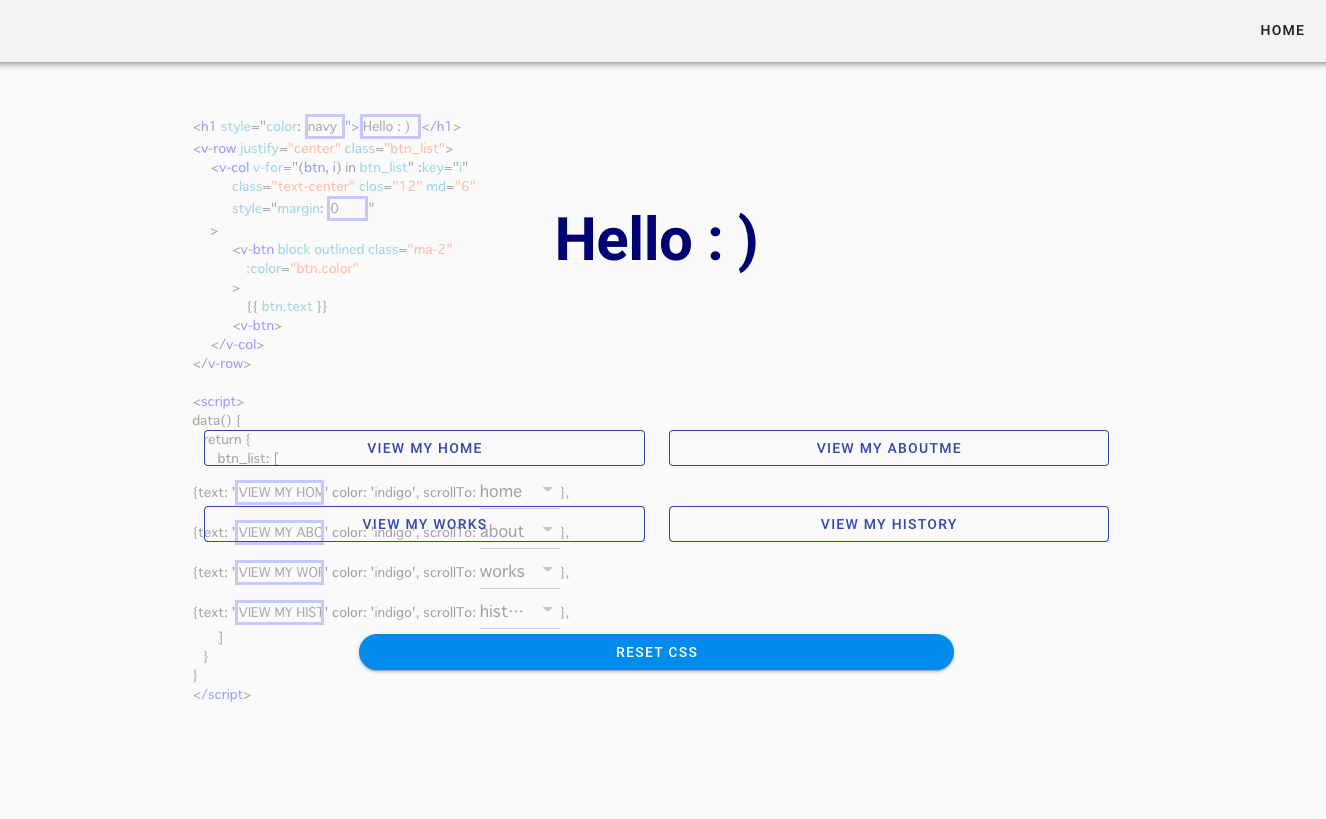 HOME
<h1 style="color: navy ">Hello : ) </h1>
<v-row justify="center" class="btn_list">
<v-col v-for="(btn, i) in btn_list" :key="i"
class="text-center" clos="12" md="6"
style="margin: 0 "
>
Hello : )
<v-btn block outlined class="ma-2"
:color="btn.color"
>
{{ btn.text }}
<v-btn>
</v-col>
</v-row>
<script>
data() {
return {
VIEW MY HOME
VIEW MY ABOUTME
btn_list: [
{text: 'VIEW MY HOM' color: 'indigo', scrollTo: home },
VIEW MY WORKS
VIEW MY HISTORY
{text: 'VIEW MY ABO' color: 'indigo', scrollTo: about },
{text: 'VIEW MY WOR' color: 'indigo', scrollTo: works },
{text: 'VIEW MY HIST' color: 'indigo', scrollTo: hist… },
]
}
RESET CSS
}
</script>